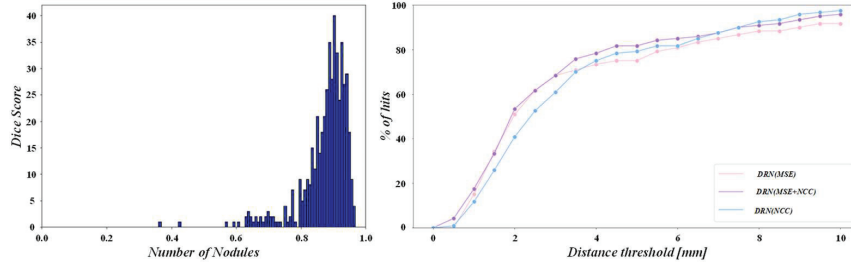 40
35
30
25
20
15
10
5
0
Dice Score
0.0 0.2 0.4 0.6 0.8 1.0
Number of Nodules
100
80
60
40
20
0
% of hits
DRN(MSE)
DRN(MSE+NCC)
DRN(NCC)
0 2 4 6 8 10
Distance threshold [mm]